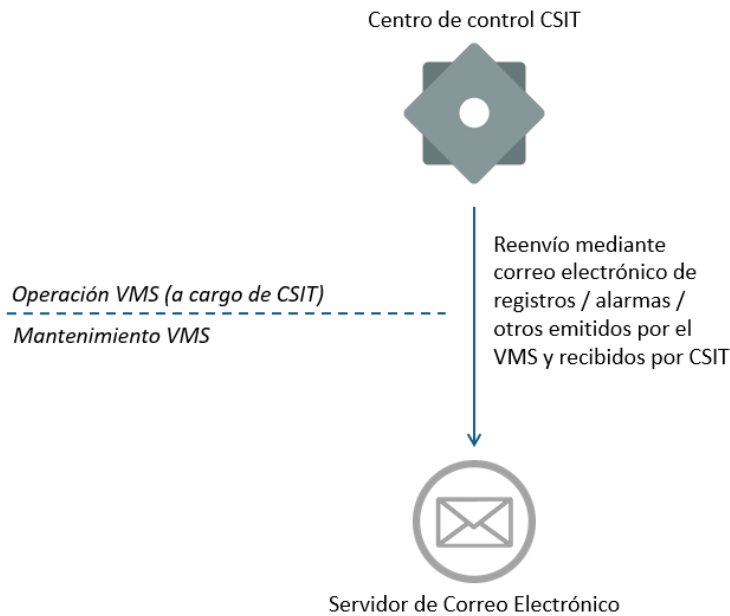 Centro de control CSIT
Reenvío mediante
correo electrónico de
registros / alarmas /
otros emitidos por el
VMS y recibidos por CSIT
Operación VMS (a cargo de CSIT)
Mantenimiento VMS
Servidor de Correo Electrónico